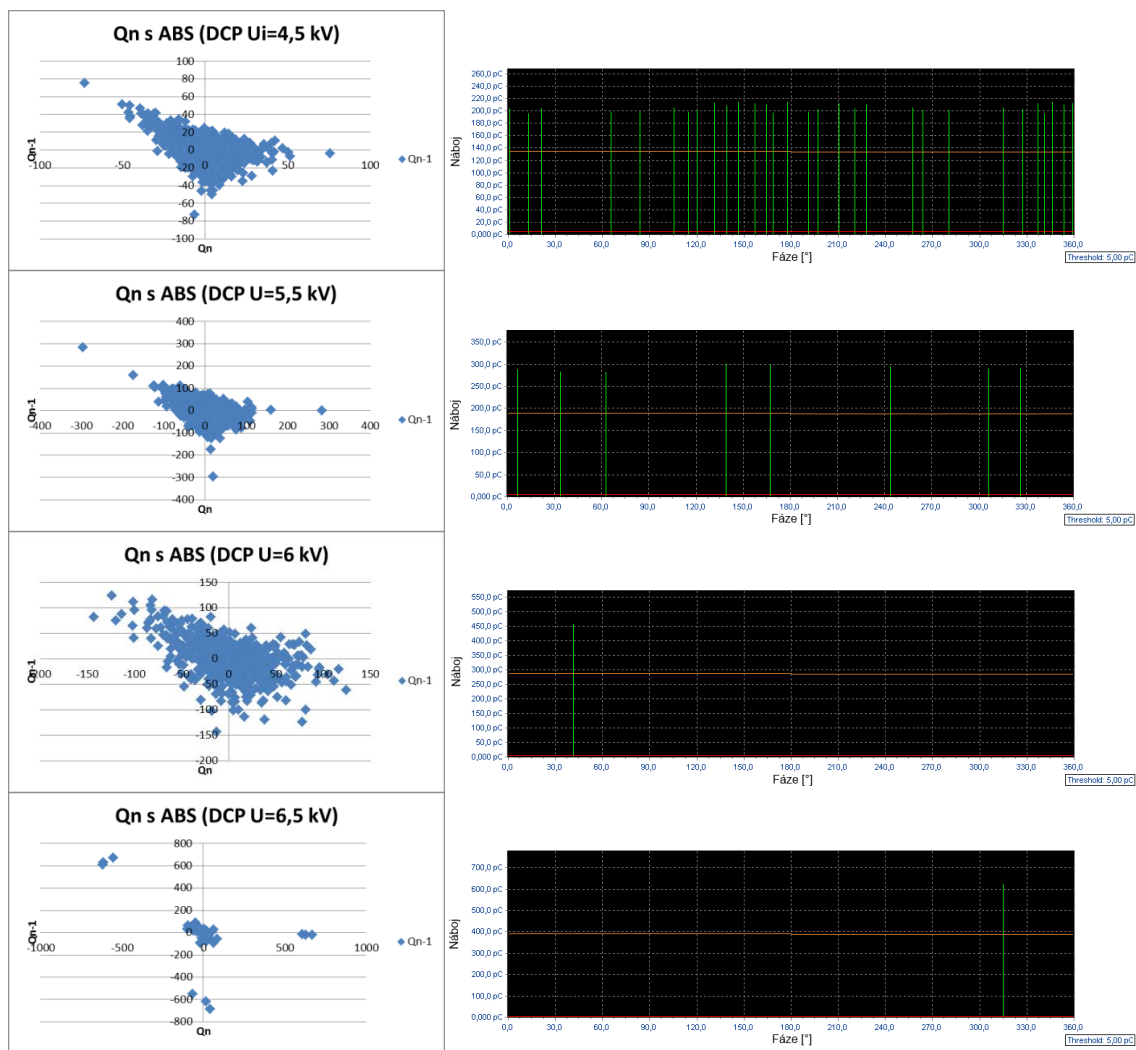 Qn s ABS (DCP Ui=4,5 kV)
100
80
60
40
20
0
-20
-40
-60
-80
-100
-100 -50 0 50 100
Qn-1
Qn
Qn-1
260,0 pC
240,0 pC
220,0 pC
200,0 pC
180,0 pC
160,0 pC
140,0 pC
120,0 pC
100,0 pC
80,0 pC
60,0 pC
40,0 pC
20,0 pC
0,000 pC
Náboj
0,0 30,0 60,0 90,0 120,0 150,0 180,0 210,0 240,0 270,0 300,0 330,0 360,0
Fáze [°]
Threshold: 5,00 pC
Qn s ABS (DCP U=5,5 kV)
400
300
200
100
0
-100
-200
-300
-400
-400 -300 -200 -100 0 100 200 300 400
Qn-1
Qn
Qn-1
350,0 pC
300,0 pC
250,0 pC
200,0 pC
150,0 pC
100,0 pC
50,0 pC
0,000 pC
Náboj
0,0 30,0 60,0 90,0 120,0 150,0 180,0 210,0 240,0 270,0 300,0 330,0 360,0
Fáze [°]
Threshold: 5,00 pC
Qn s ABS (DCP U=6 kV)
150
100
50
0
-50
-100
-150
-200
-200 -150 -100 -50 0 50 100 150
Qn-1
Qn
Qn-1
550,0 pC
500,0 pC
450,0 pC
400,0 pC
350,0 pC
300,0 pC
250,0 pC
200,0 pC
150,0 pC
100,0 pC
50,0 pC
0,000 pC
Náboj
0,0 30,0 60,0 90,0 120,0 150,0 180,0 210,0 240,0 270,0 300,0 330,0 360,0
Fáze [°]
Threshold: 5,00 pC
Qn s ABS (DCP U=6,5 kV)
800
600
400
200
0
-200
-400
-600
-800
-1000 -500 0 500 1000
Qn-1
Qn
Qn-1
700,0 pC
600,0 pC
500,0 pC
400,0 pC
300,0 pC
200,0 pC
100,0 pC
0,000 pC
Náboj
0,0 30,0 60,0 90,0 120,0 150,0 180,0 210,0 240,0 270,0 300,0 330,0 360,0
Fáze [°]
Threshold: 5,00 pC